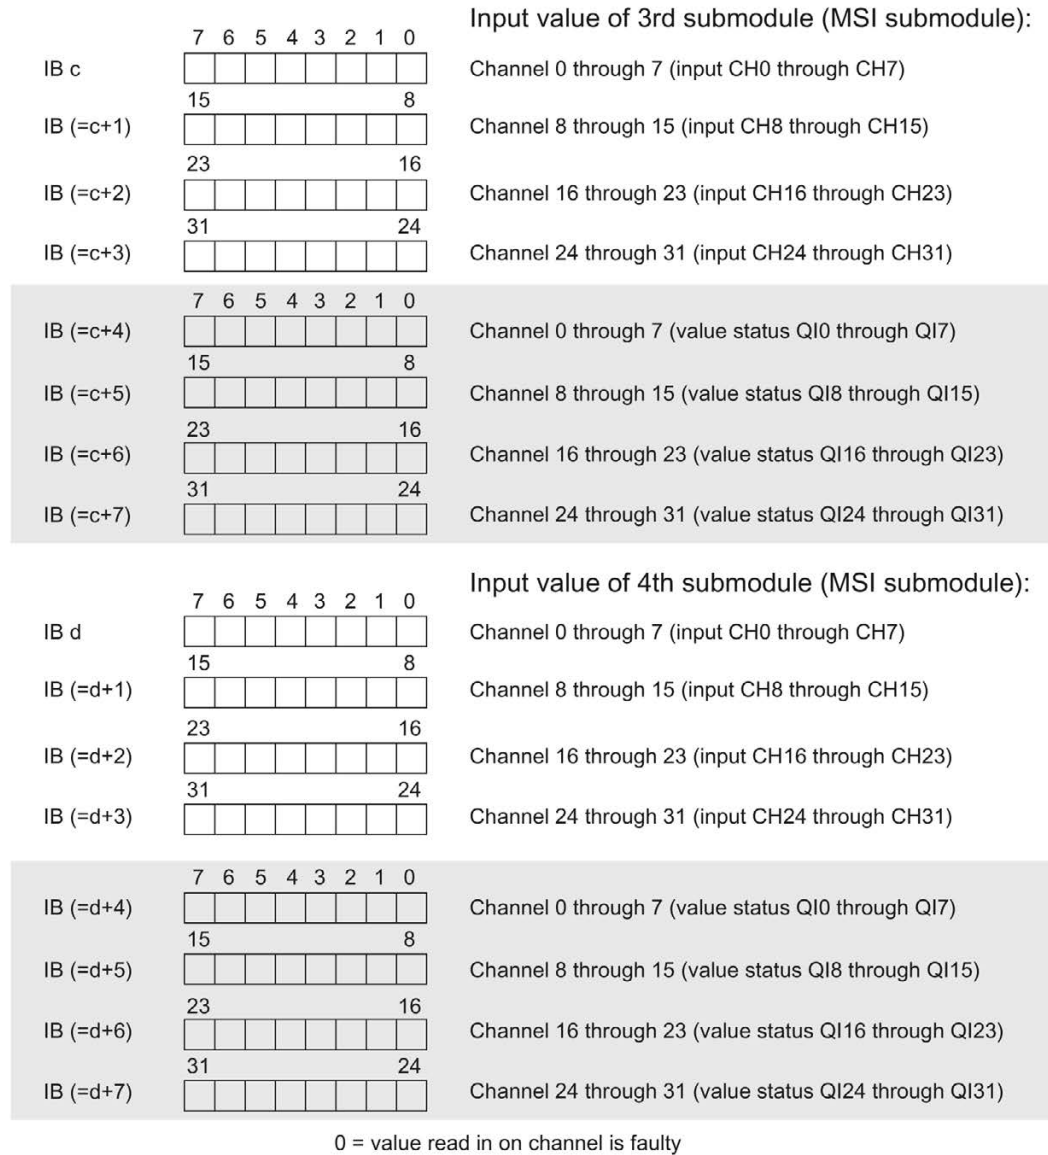 Input value of 3rd submodule (MSI submodule):
7 6 5 4 3 2 1 0
IB c Channel 0 through 7 (input CH0 through CH7)
15 8
IB (=c+1) Channel 8 through 15 (input CH8 through CH15)
23 16
IB (=c+2) Channel 16 through 23 (input CH16 through CH23)
31 24
IB (=c+3) Channel 24 through 31 (input CH24 through CH31)
7 6 5 4 3 2 1 0
IB (=c+4) Channel 0 through 7 (value status QI0 through QI7)
15 8
IB (=c+5) Channel 8 through 15 (value status QI8 through QI15)
23 16
IB (=c+6) Channel 16 through 23 (value status QI16 through QI23)
31 24
IB (=c+7) Channel 24 through 31 (value status QI24 through QI31)
Input value of 4th submodule (MSI submodule):
7 6 5 4 3 2 1 0
IB d Channel 0 through 7 (input CH0 through CH7)
15 8
IB (=d+1) Channel 8 through 15 (input CH8 through CH15)
23 16
IB (=d+2) Channel 16 through 23 (input CH16 through CH23)
31 24
IB (=d+3) Channel 24 through 31 (input CH24 through CH31)
7 6 5 4 3 2 1 0
IB (=d+4) Channel 0 through 7 (value status QI0 through QI7)
15 8
IB (=d+5) Channel 8 through 15 (value status QI8 through QI15)
23 16
IB (=d+6) Channel 16 through 23 (value status QI16 through QI23)
31 24
IB (=d+7) Channel 24 through 31 (value status QI24 through QI31)
0 = value read in on channel is faulty